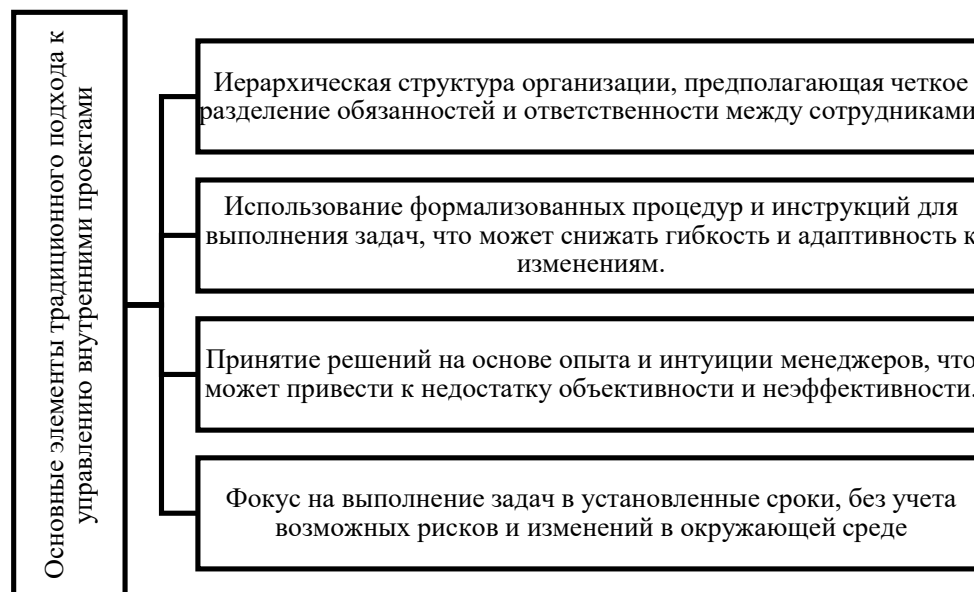 Основные элементы традиционного подхода к
управлению внутренними проектами
Иерархическая структура организации, предполагающая четкое
разделение обязанностей и ответственности между сотрудниками
Использование формализованных процедур и инструкций для
выполнения задач, что может снижать гибкость и адаптивность к
изменениям.
Принятие решений на основе опыта и интуиции менеджеров, что
может привести к недостатку объективности и неэффективности.
Фокус на выполнение задач в установленные сроки, без учета
возможных рисков и изменений в окружающей среде